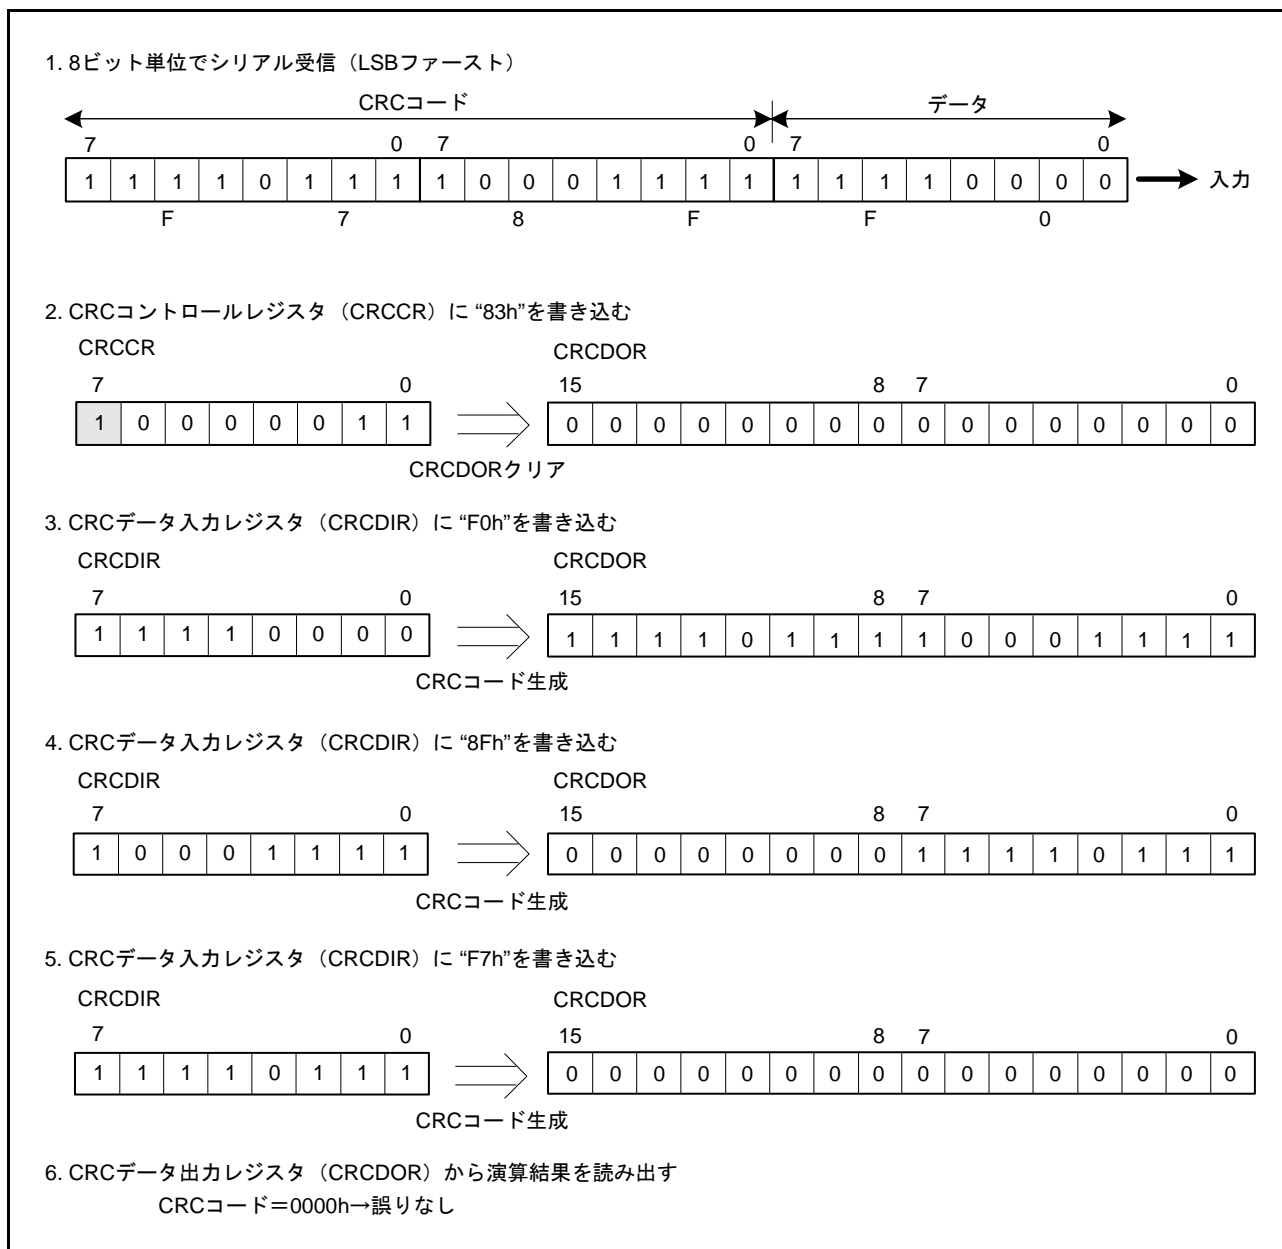 1. 8ビット単位でシリアル受信（LSBファースト）
CRCコード データ
7 0 7 0 7 0
1 1 1 1 0 1 1 1 1 0 0 0 1 1 1 1 1 1 1 1 0 0 0 0 入力
F 7 8 F F 0
2. CRCコントロールレジスタ（CRCCR）に “83h”を書き込む
CRCCR CRCDOR
7 0 15 8 7 0
1 0 0 0 0 0 1 1 0 0 0 0 0 0 0 0 0 0 0 0 0 0 0 0
CRCDORクリア
3. CRCデータ入力レジスタ（CRCDIR）に “F0h”を書き込む
CRCDIR CRCDOR
7 0 15 8 7 0
1 1 1 1 0 0 0 0 1 1 1 1 0 1 1 1 1 0 0 0 1 1 1 1
CRCコード生成
4. CRCデータ入力レジスタ（CRCDIR）に “8Fh”を書き込む
CRCDIR CRCDOR
7 0 15 8 7 0
1 0 0 0 1 1 1 1 0 0 0 0 0 0 0 0 1 1 1 1 0 1 1 1
CRCコード生成
5. CRCデータ入力レジスタ（CRCDIR）に “F7h”を書き込む
CRCDIR CRCDOR
7 0 15 8 7 0
1 1 1 1 0 1 1 1 0 0 0 0 0 0 0 0 0 0 0 0 0 0 0 0
CRCコード生成
6. CRCデータ出力レジスタ（CRCDOR）から演算結果を読み出す
CRCコード＝0000h→誤りなし